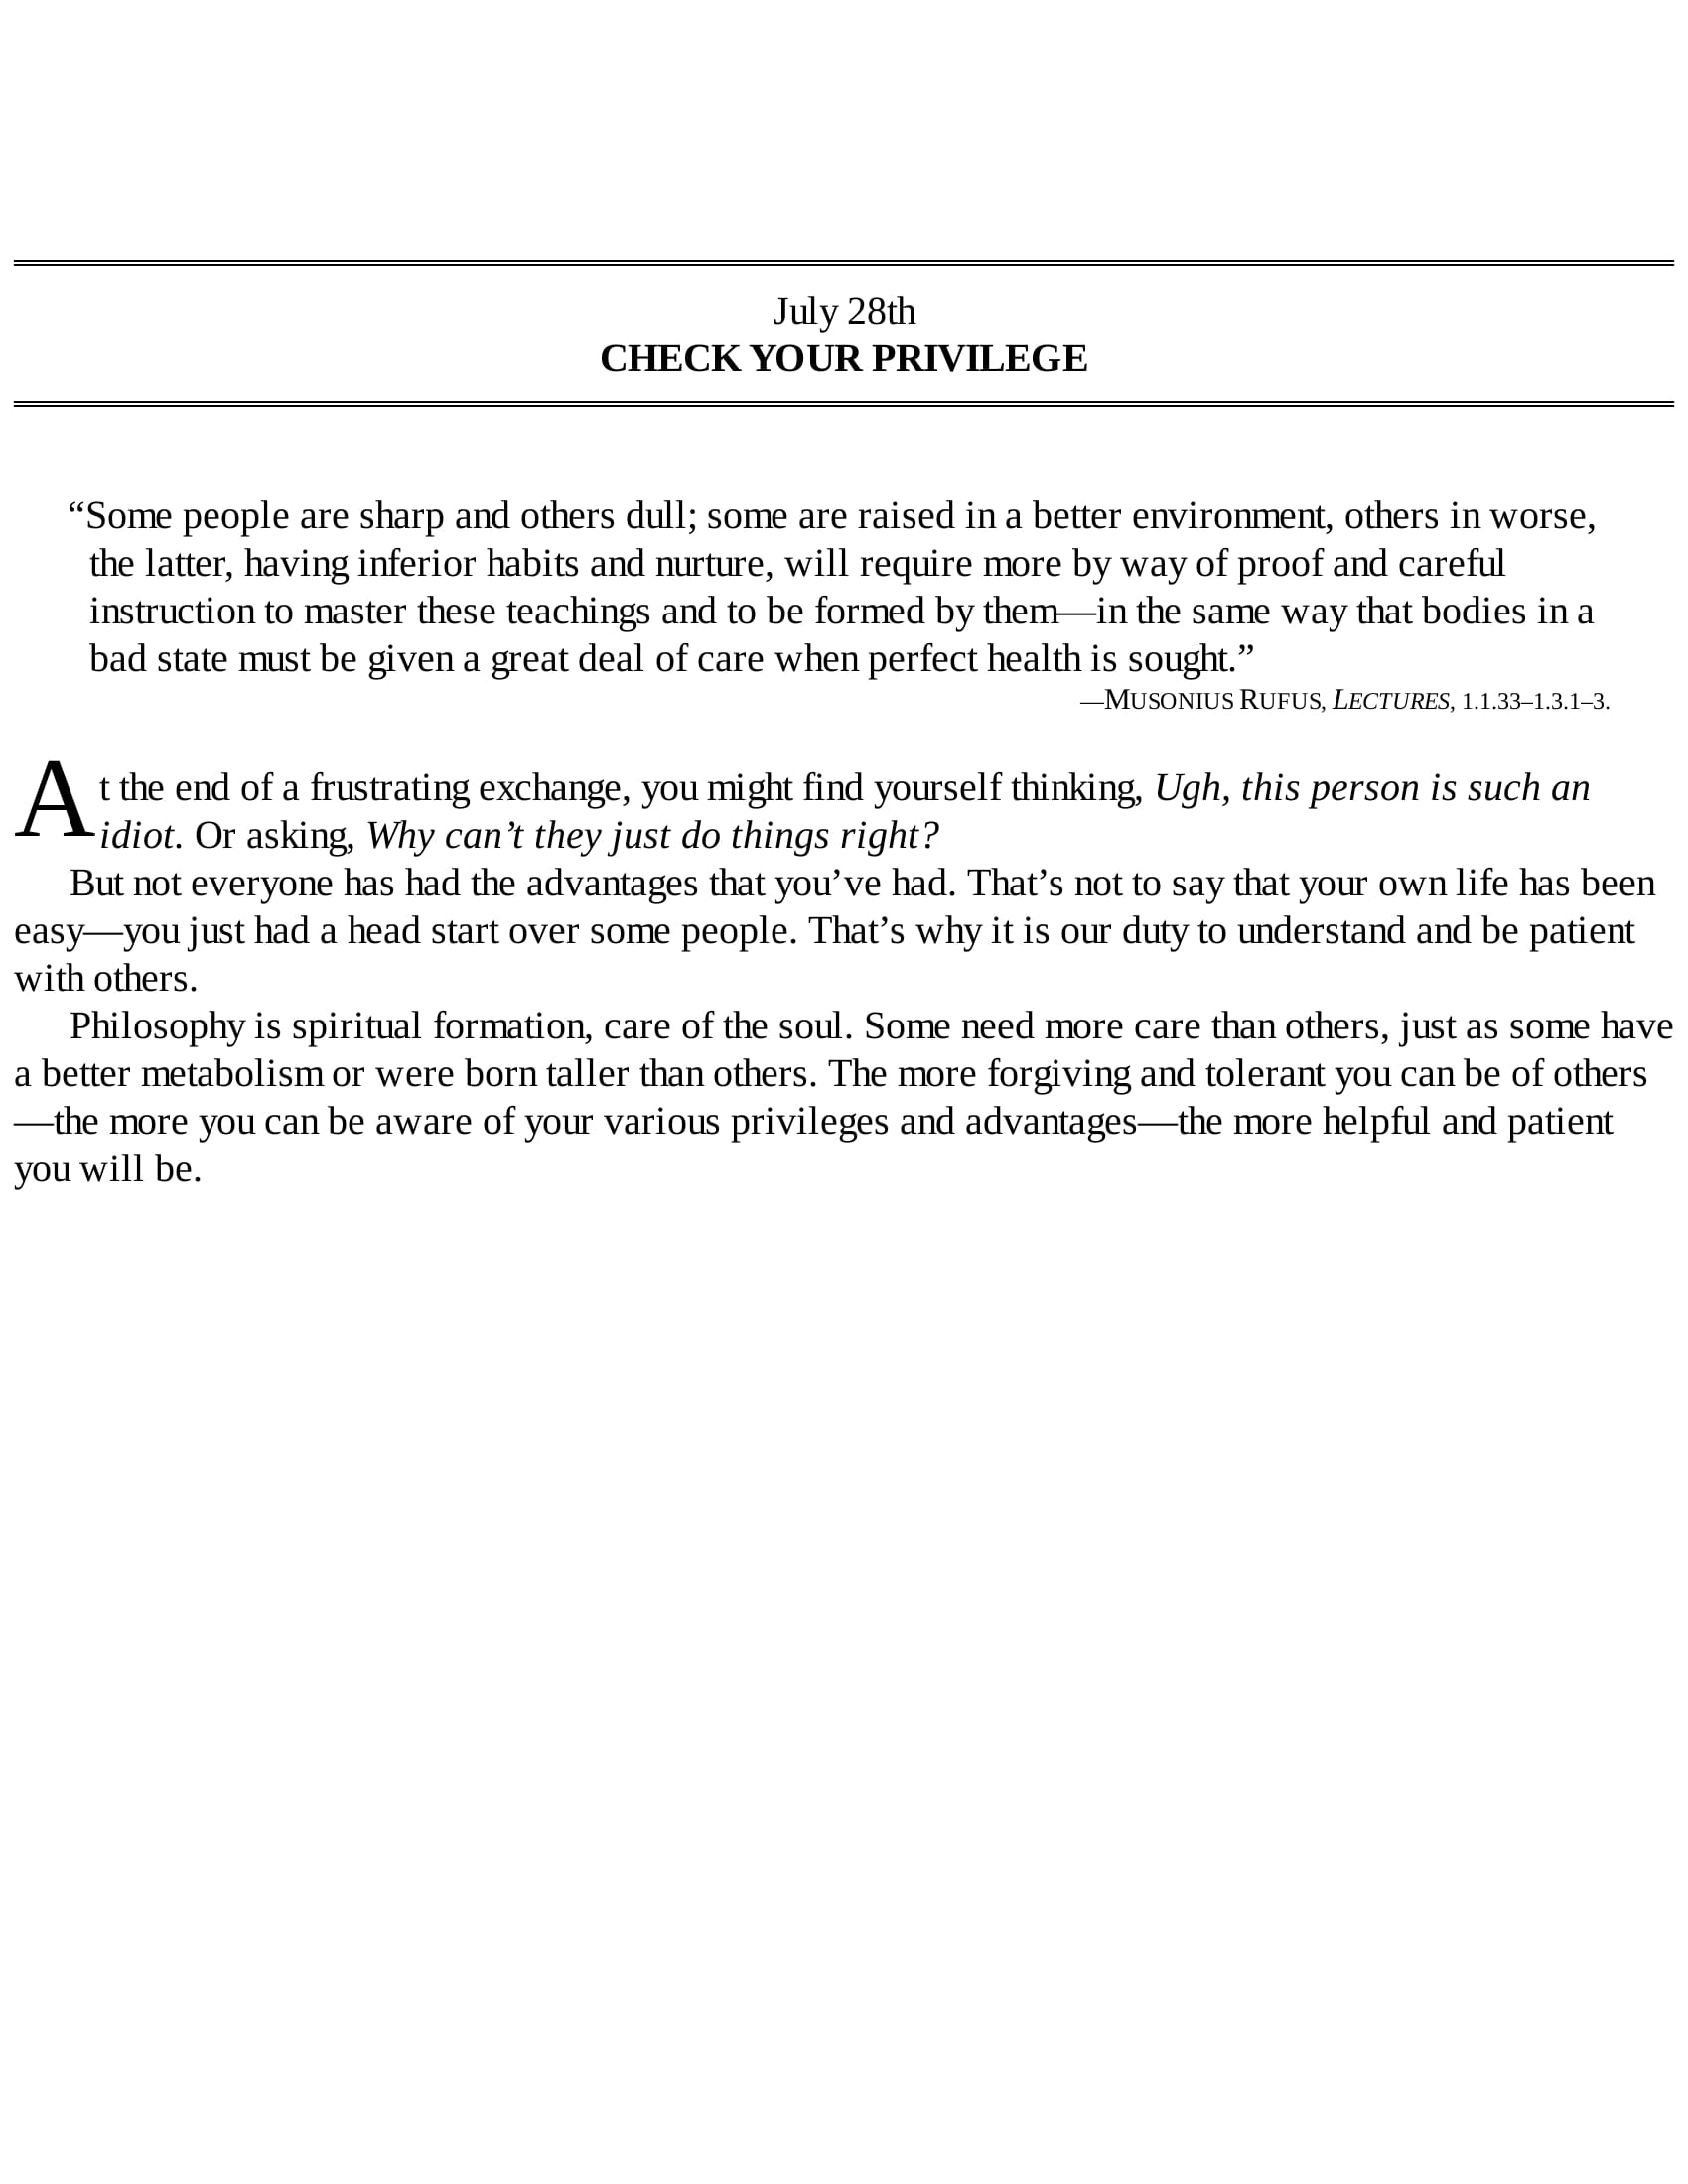 July 28th
CHECK YOUR PRIVILEGE
“Some people are sharp and others dull; some are raised in a better environment, others in worse,
the latter, having inferior habits and nurture, will require more by way of proof and careful
instruction to master these teachings and to be formed by them—in the same way that bodies in a
bad state must be given a great deal of care when perfect health is sought.”
—MUSONIUS RUFUS, LECTURES, 1.1.33–1.3.1–3.
At the end of a frustrating exchange, you might find yourself thinking, Ugh, this person is such an
idiot. Or asking, Why can’t they just do things right?
But not everyone has had the advantages that you’ve had. That’s not to say that your own life has been
easy—you just had a head start over some people. That’s why it is our duty to understand and be patient
with others.
Philosophy is spiritual formation, care of the soul. Some need more care than others, just as some have
a better metabolism or were born taller than others. The more forgiving and tolerant you can be of others
—the more you can be aware of your various privileges and advantages—the more helpful and patient
you will be.